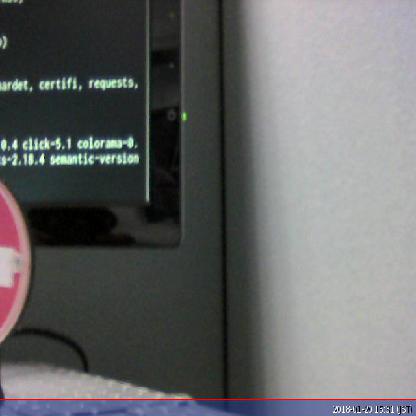 ardet, certifi, requests,
0.4 click-5.1 colorama-0.
s-2.18.4 semantic-version